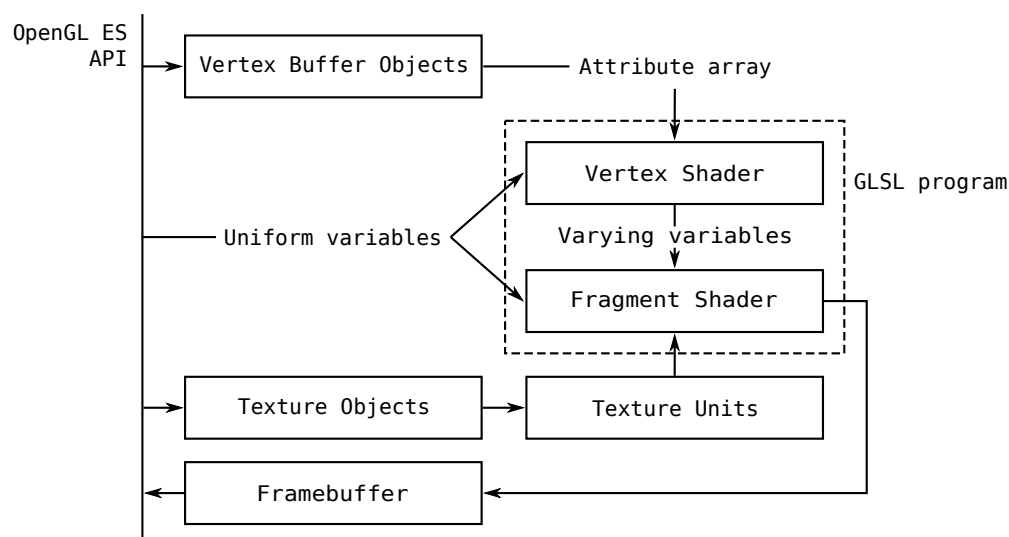 OpenGL ES
API
Vertex Buffer Objects
Attribute array
Vertex Shader
GLSL program
Uniform variables
Varying variables
Fragment Shader
Texture Objects
Texture Units
Framebuffer